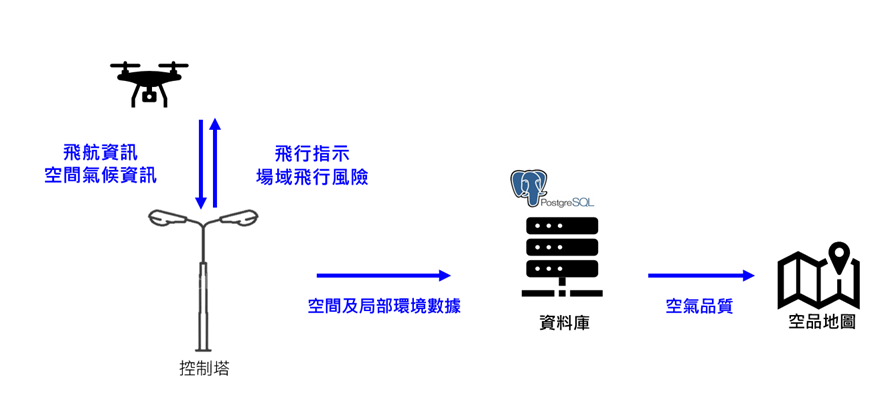 飛航資訊
空間氣候資訊
飛行指示
場域飛行風險
PostgreSQL
空間及局部環境數據
空氣品質
資料庫
空品地圖
控制塔